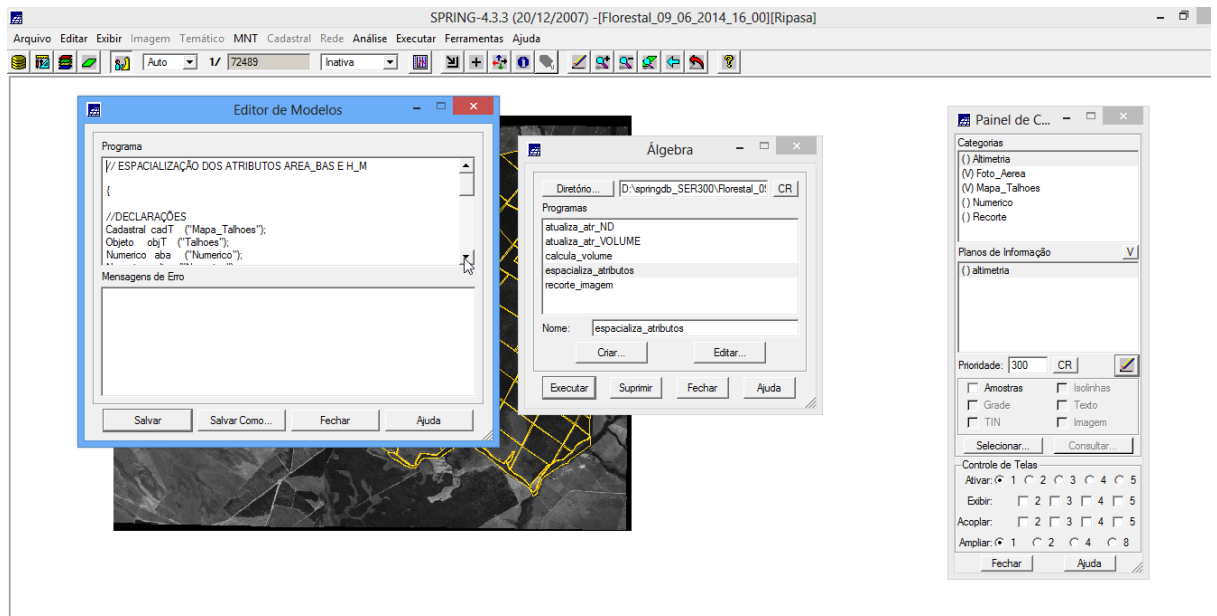 SPRING-4.3.3 (20/12/2007) -[Florestal_09_06_2014_16_00][Ripasa]
Arquivo Editar Exibir Imagem Temático MNT Cadastral Rede Análise Executar Ferramentas Ajuda
Auto 1/ 72489 Inativa
Editor de Modelos
Programa
// ESPACIALIZAÇÃO DOS ATRIBUTOS AREA_BAS E H_M
{
//DECLARAÇÕES
Cadastral cadT ("Mapa_Talhoes");
Objeto objT ("Talhoes");
Numerico aba ("Numerico");
Mensagens de Erro
Salvar Salvar Como... Fechar Ajuda
Álgebra
Diretório... D:\springdb_SER300\Florestal_0 CR
Programas
atualiza_atr_ND
atualiza_atr_VOLUME
calcula_volume
espacializa_atributos
recorte_imagem
Nome: espacializa_atributos
Criar... Editar...
Executar Suprimir Fechar Ajuda
Painel de C...
Categorias
( ) Altimetria
(V) Foto_Aerea
(V) Mapa_Talhoes
( ) Numerico
( ) Recorte
Planos de Informação V
( ) altimetria
Prioridade: 300 CR
Amostras Isolinhas
Grade Texto
TIN Imagem
Selecionar... Consultar...
Controle de Telas
Ativar: 1 2 3 4 5
Exibir: 2 3 4 5
Acoplar: 2 3 4 5
Ampliar: 1 2 4 8
Fechar Ajuda